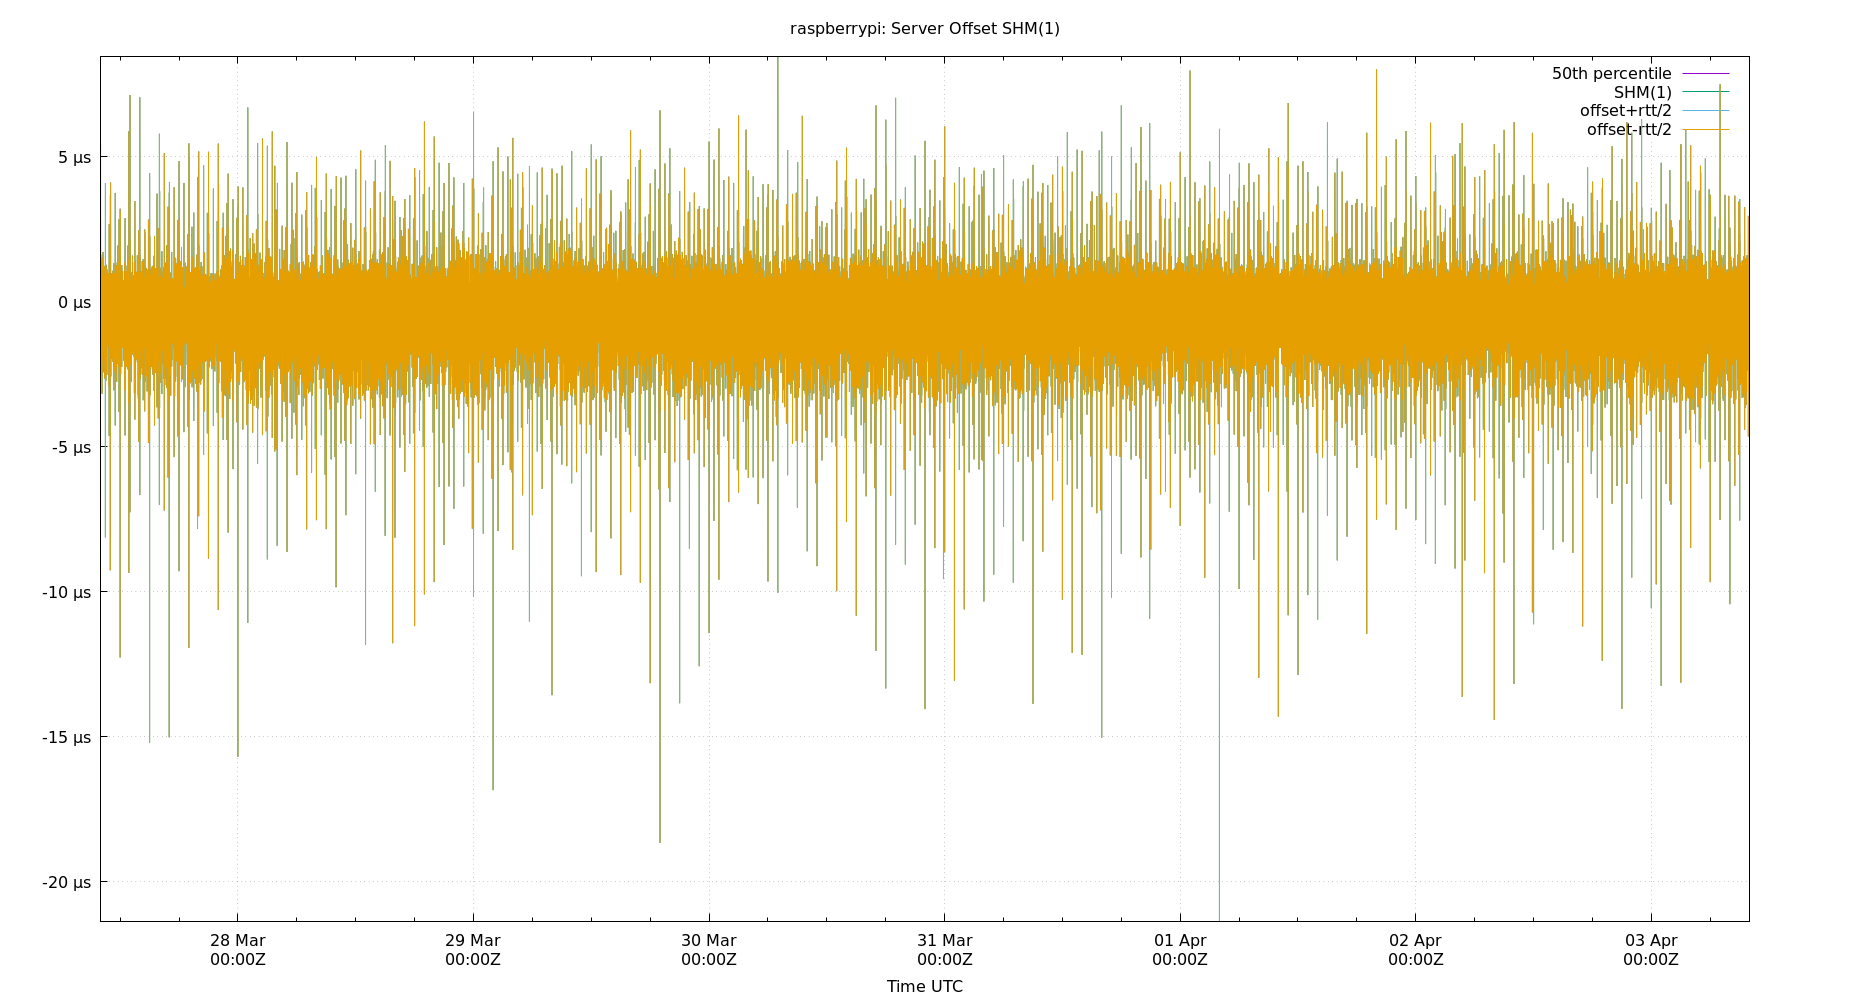 raspberrypi: Server Offset SHM(1)
50th percentile
SHM(1)
offset+rtt/2
offset-rtt/2
5 µs
0 µs
-5 µs
-10 µs
-15 µs
-20 µs
28 Mar 29 Mar 30 Mar 31 Mar 01 Apr 02 Apr 03 Apr
00:00Z 00:00Z 00:00Z 00:00Z 00:00Z 00:00Z 00:00Z
Time UTC